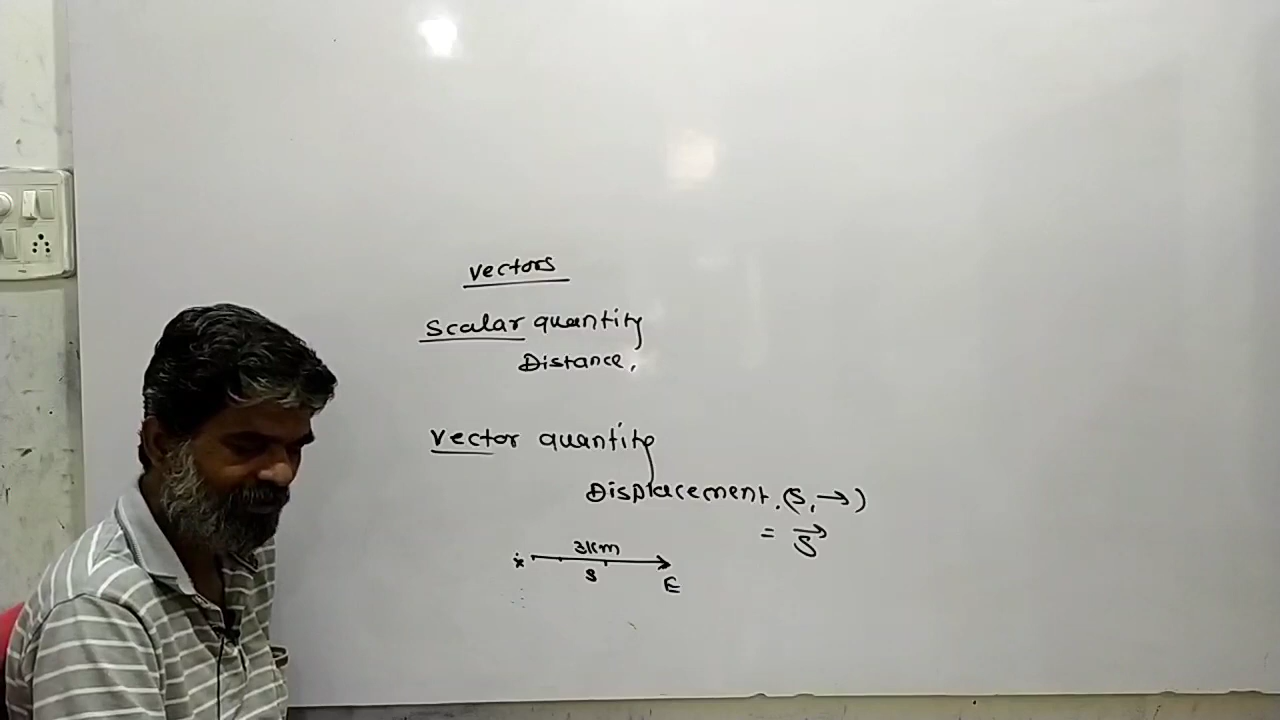 vectors
scalar quantity
Distance,
vector quantity
Displacement. (s, →)
= s⃗
3km
x
s
E